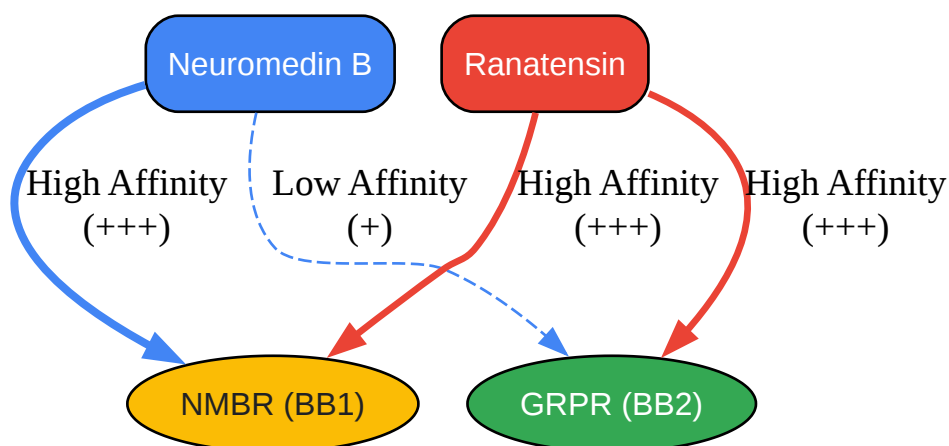 Neuromedin B
Ranatensin
High Affinity
(+++)
Low Affinity
(+)
High Affinity
(+++)
High Affinity
(+++)
NMBR (BB1)
GRPR (BB2)